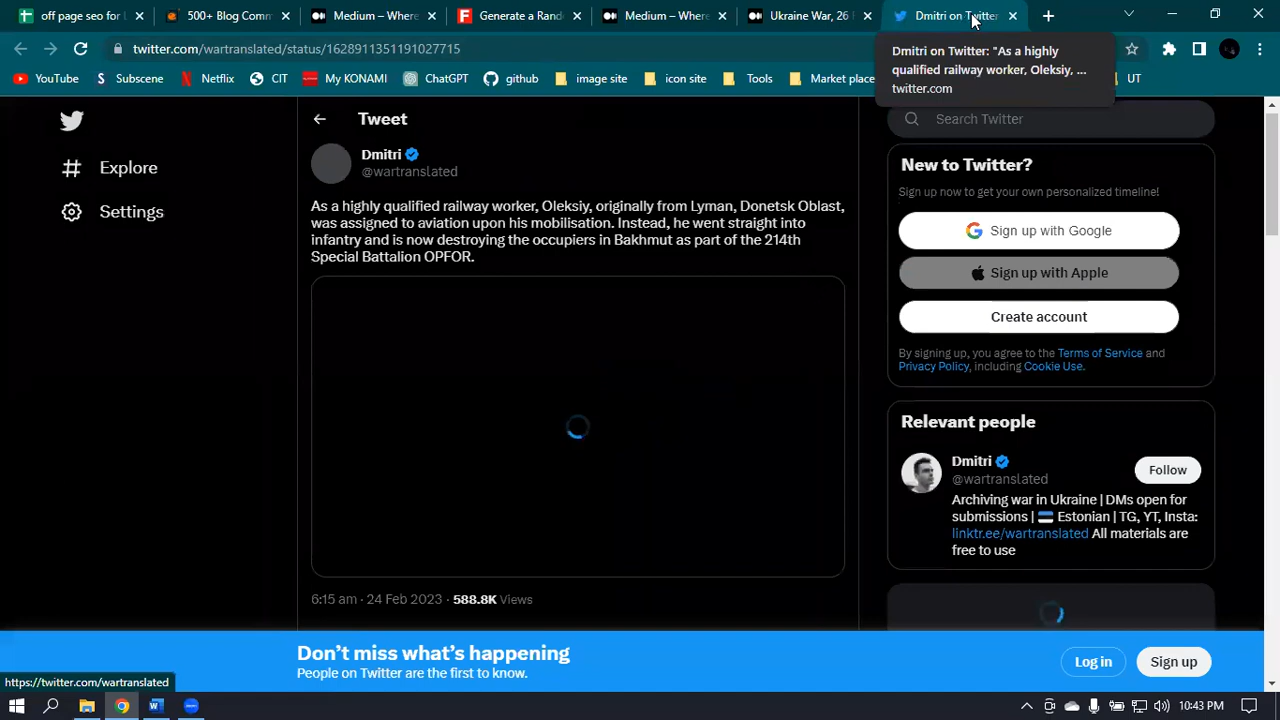 off page seo for l
500+ Blog Comm
Medium – Where
Generate a Rand
Medium – Where
Ukraine War, 26 F
Dmitri on Twitter
twitter.com/wartranslated/status/1628911351191027715
Dmitri on Twitter: "As a highly
qualified railway worker, Oleksiy, ...
twitter.com
YouTube
Subscene
Netflix
CIT
My KONAMI
ChatGPT
github
image site
icon site
Tools
Market place
UT
Explore
Settings
Tweet
Dmitri
@wartranslated
As a highly qualified railway worker, Oleksiy, originally from Lyman, Donetsk Oblast,
was assigned to aviation upon his mobilisation. Instead, he went straight into
infantry and is now destroying the occupiers in Bakhmut as part of the 214th
Special Battalion OPFOR.
6:15 am · 24 Feb 2023 · 588.8K Views
Search Twitter
New to Twitter?
Sign up now to get your own personalized timeline!
Sign up with Google
Sign up with Apple
Create account
By signing up, you agree to the Terms of Service and
Privacy Policy, including Cookie Use.
Relevant people
Dmitri
@wartranslated
Follow
Archiving war in Ukraine | DMs open for
submissions | 🇪🇪 Estonian | TG, YT, Insta:
linktr.ee/wartranslated All materials are
free to use
Don't miss what's happening
People on Twitter are the first to know.
Log in
Sign up
https://twitter.com/wartranslated
10:43 PM